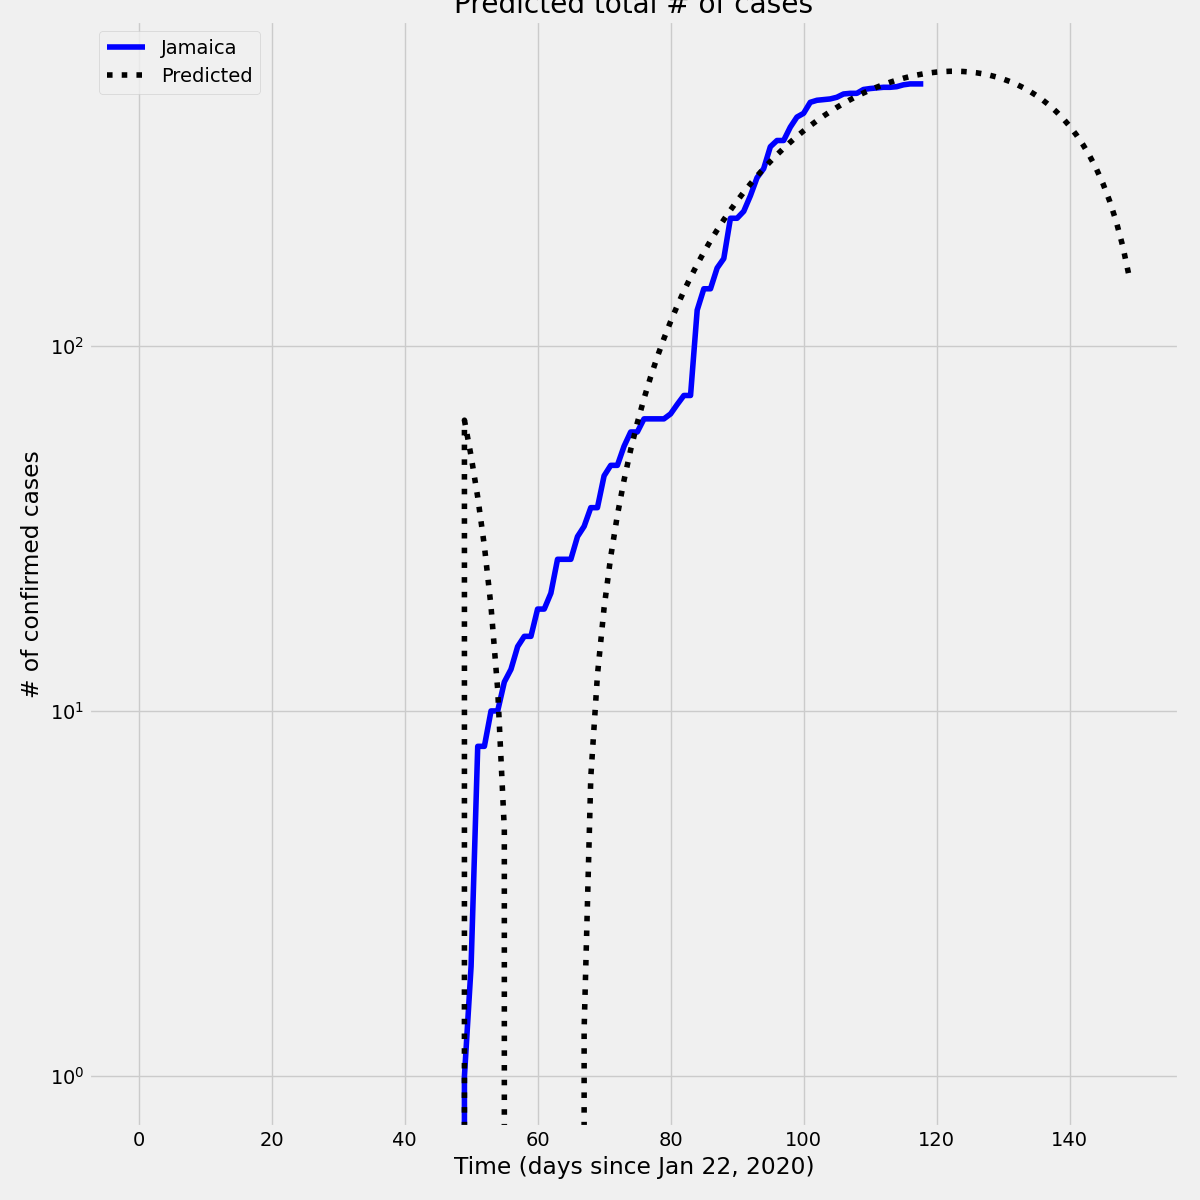 Predicted total # of cases
Jamaica
Predicted
# of confirmed cases
10²
10¹
10⁰
0 20 40 60 80 100 120 140
Time (days since Jan 22, 2020)